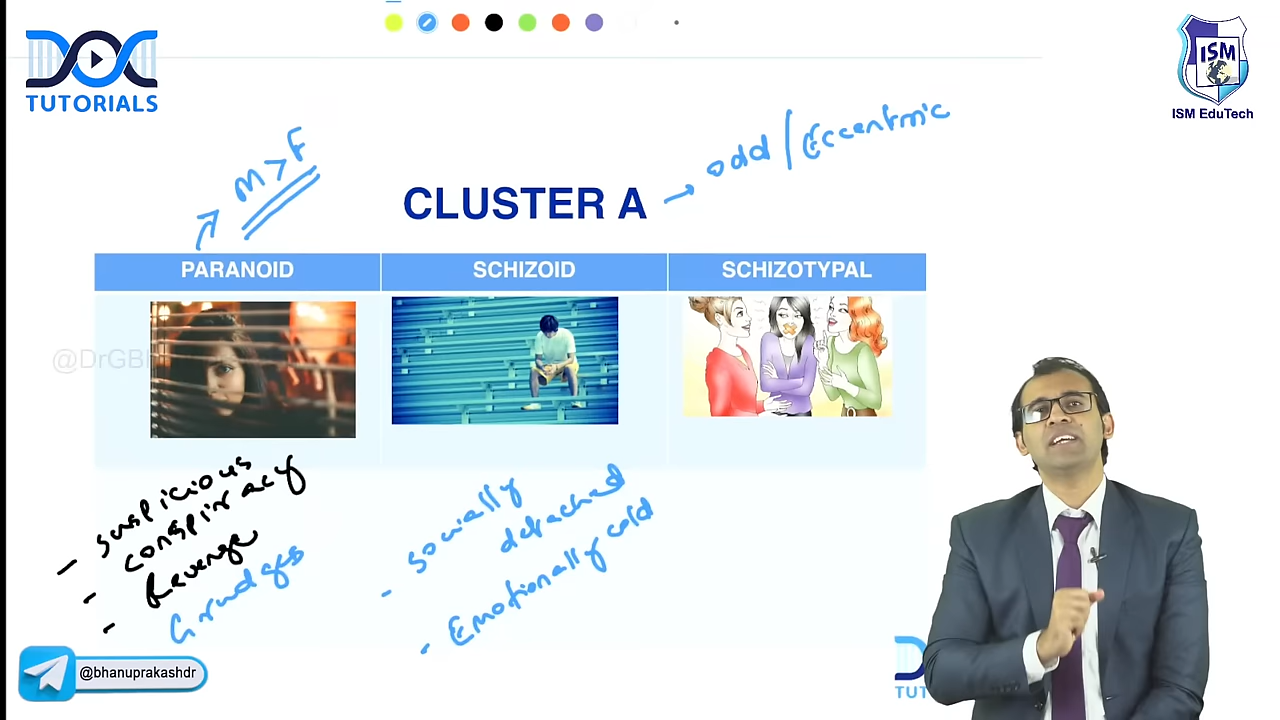 DOC
TUTORIALS
ISM
ISM EduTech
M > F
→ odd / Eccentric
CLUSTER A
PARANOID
SCHIZOID
SCHIZOTYPAL
@DrGBh
- suspicious
- conspiracy
- Revenge
Grudges
- socially
detached
- Emotionally cold
@bhanuprakashdr
D
TUT